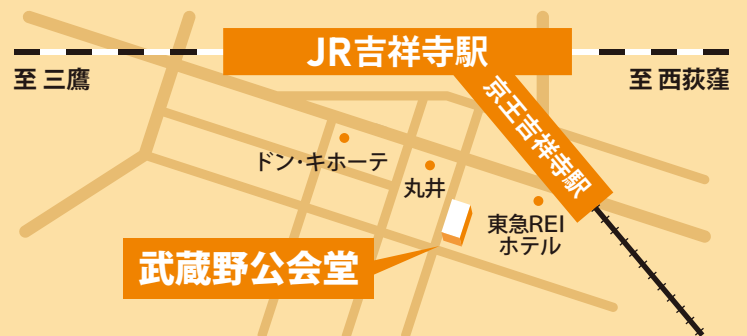 JR吉祥寺駅
至 三鷹
至 西荻窪
京王吉祥寺駅
ドン・キホーテ
丸井
東急REI
ホテル
武蔵野公会堂